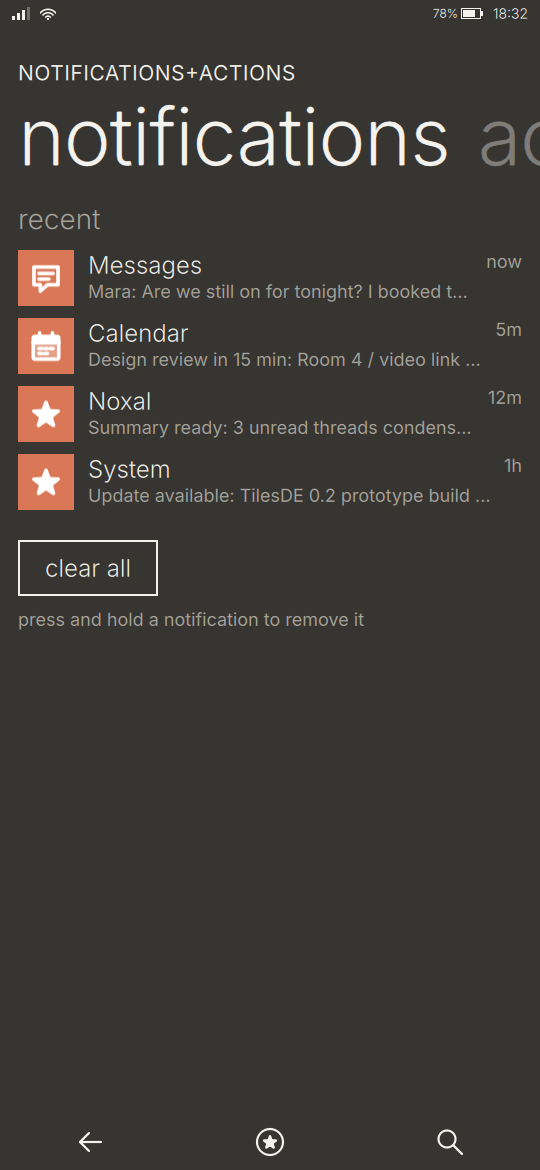 78% 18:32
NOTIFICATIONS+ACTIONS
notifications ac
recent
Messages now
Mara: Are we still on for tonight? I booked t...
Calendar 5m
Design review in 15 min: Room 4 / video link ...
Noxal 12m
Summary ready: 3 unread threads condens...
System 1h
Update available: TilesDE 0.2 prototype build ...
clear all
press and hold a notification to remove it